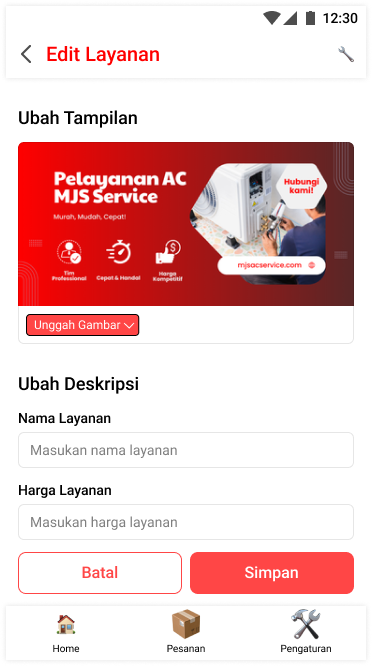 12:30
Edit Layanan
Ubah Tampilan
Pelayanan AC
MJS Service
Murah, Mudah, Cepat!
Hubungi
kami!
Tim
Professional
Cepat & Handal
Harga
Kompetitif
mjsacservice.com
Unggah Gambar
Ubah Deskripsi
Nama Layanan
Masukan nama layanan
Harga Layanan
Masukan harga layanan
Batal
Simpan
Home
Pesanan
Pengaturan